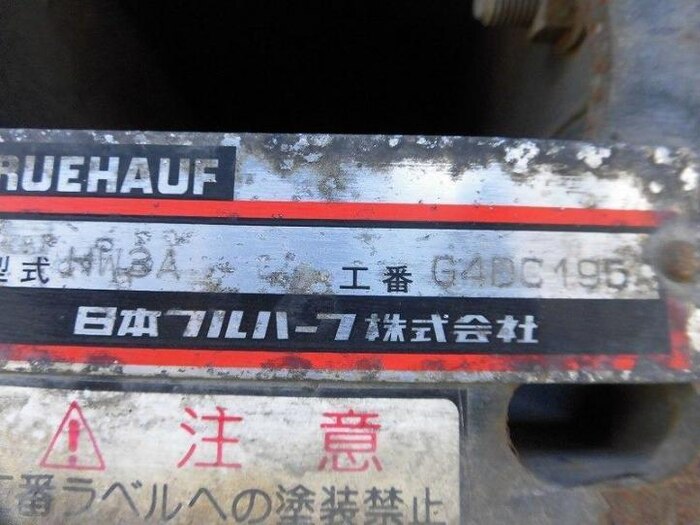 RUEHAUF
型式 工番 G4DC195
日本フルハーフ株式会社
注意
工番ラベルへの塗装禁止